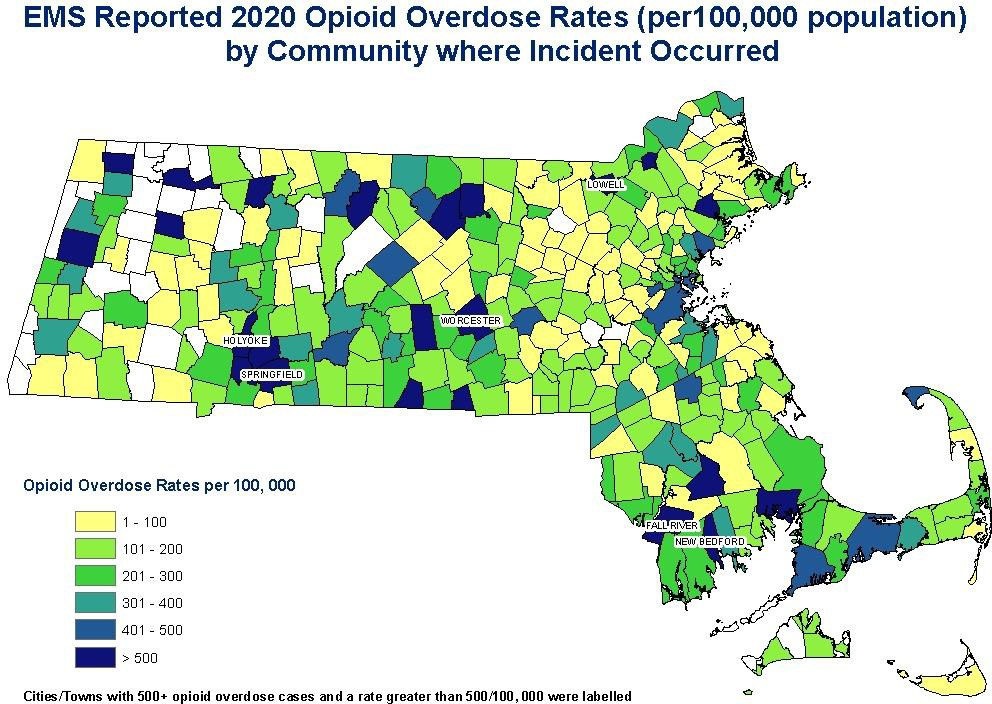 EMS Reported 2020 Opioid Overdose Rates (per100,000 population)
by Community where Incident Occurred
LOWELL
WORCESTER
HOLYOKE
SPRINGFIELD
FALL RIVER
NEW BEDFORD
Opioid Overdose Rates per 100, 000
1 - 100
101 - 200
201 - 300
301 - 400
401 - 500
> 500
Cities/Towns with 500+ opioid overdose cases and a rate greater than 500/100, 000 were labelled